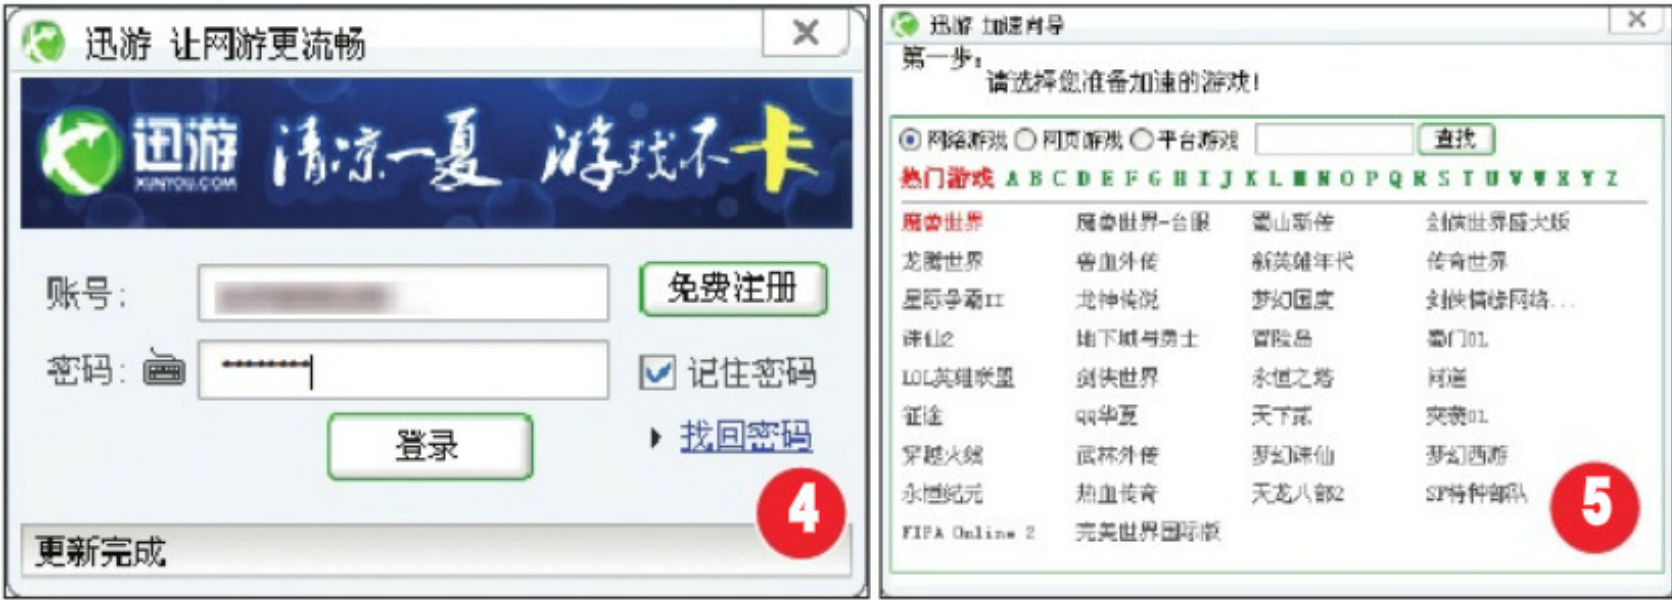 迅游 让网游更流畅
迅游 XUNYOU.COM 清凉一夏 游戏不卡
账号:
免费注册
密码: ********
记住密码
登录
找回密码
更新完成
4
迅游 加速向导
第一步:
请选择您准备加速的游戏!
网络游戏 网页游戏 平台游戏 查找
热门游戏 A B C D E F G H I J K L M N O P Q R S T U V W X Y Z
魔兽世界 魔兽世界-台服 蜀山新传 剑侠世界盛大版
龙腾世界 兽血外传 新英雄年代 传奇世界
星际争霸II 龙神传说 梦幻国度 剑侠情缘网络...
诛仙2 地下城与勇士 冒险岛 蜀门OL
LOL英雄联盟 剑侠世界 永恒之塔 问道
征途 QQ华夏 天下贰 突袭OL
穿越火线 武林外传 梦幻诛仙 梦幻西游
永恒纪元 热血传奇 天龙八部2 SF特种部队
FIFA Online 2 完美世界国际版
5